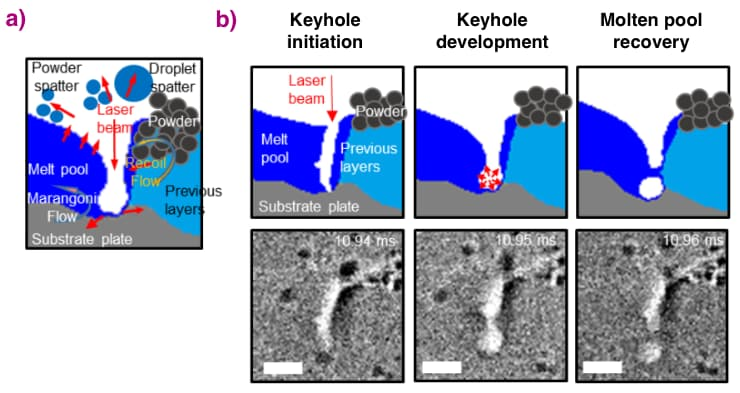 a)
Powder
spatter
Droplet
spatter
Laser
beam
Powder
Recoil
Flow
Melt pool
Marangoni
Flow
Previous
layers
Substrate plate
b)
Keyhole
initiation
Keyhole
development
Molten pool
recovery
Laser
beam
Powder
Melt
pool
Previous
layers
Substrate plate
10.94 ms
10.95 ms
10.96 ms